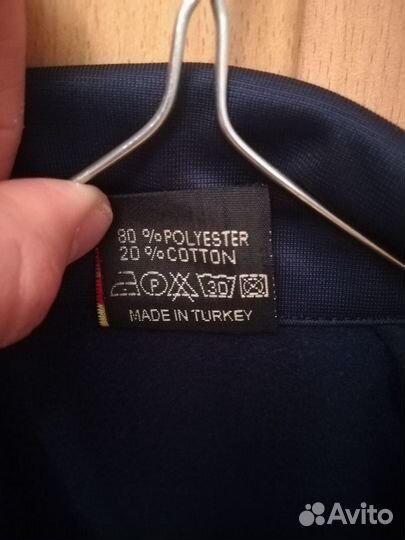 80 %POLYESTER
20 %COTTON
P 30
MADE IN TURKEY
Avito